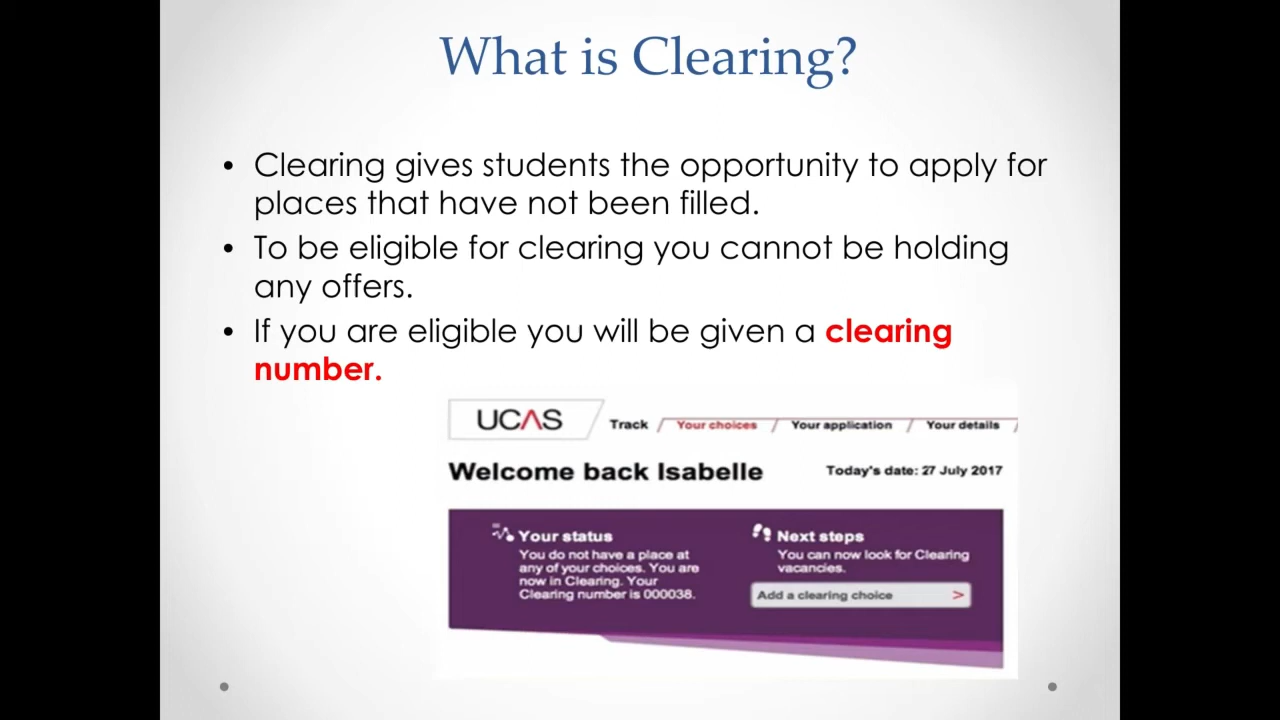 What is Clearing?
• Clearing gives students the opportunity to apply for
places that have not been filled.
• To be eligible for clearing you cannot be holding
any offers.
• If you are eligible you will be given a clearing
number.
UCAS Track Your choices Your application Your details
Welcome back Isabelle Today's date: 27 July 2017
Your status
You do not have a place at
any of your choices. You are
now in Clearing. Your
Clearing number is 000038.
Next steps
You can now look for Clearing
vacancies.
Add a clearing choice >